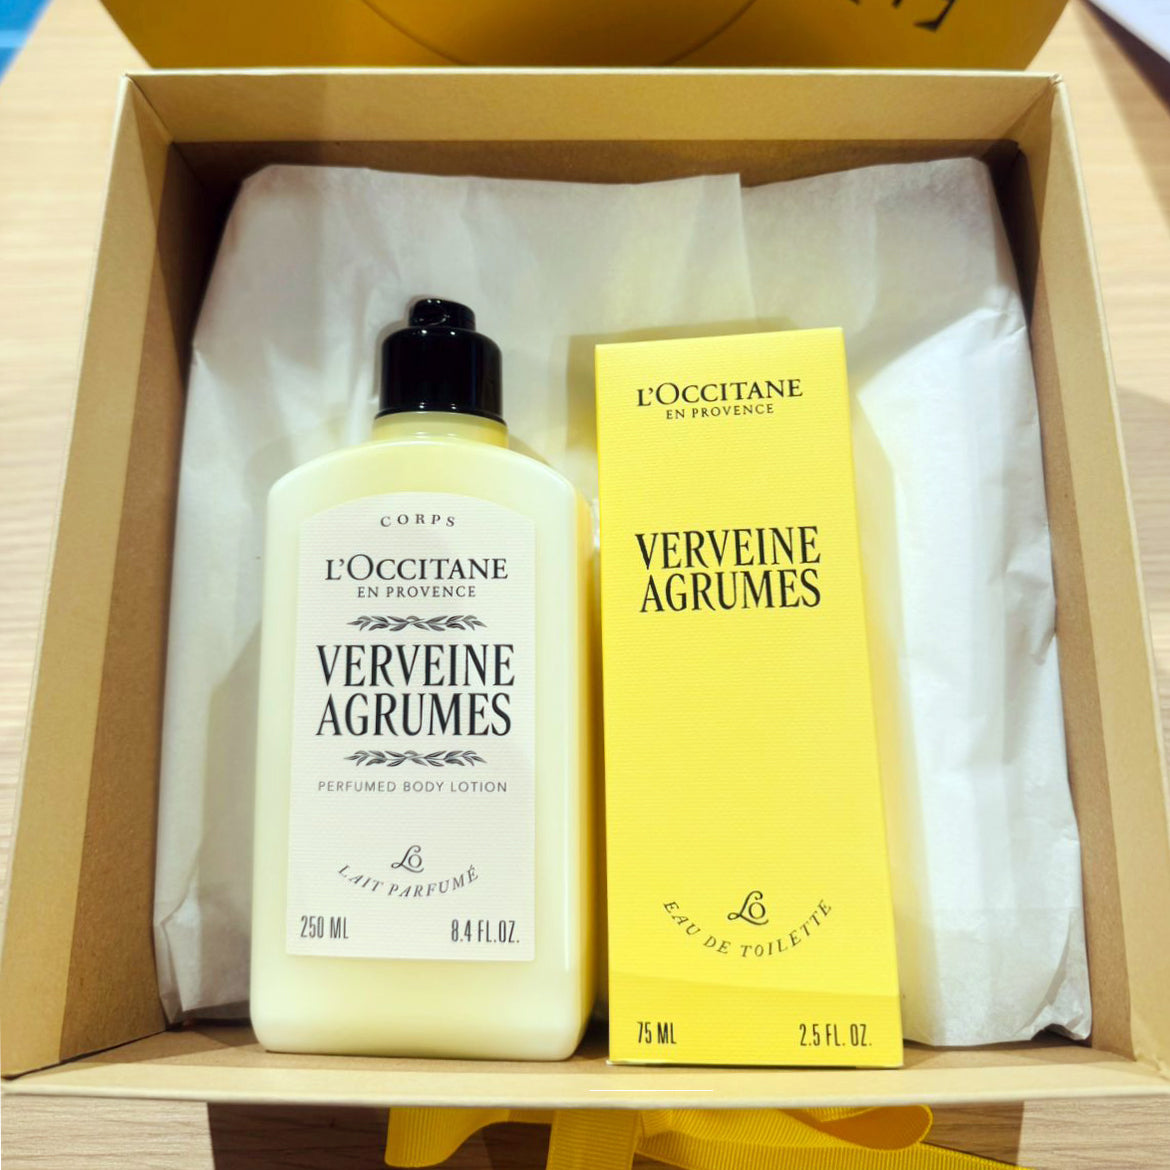 CORPS
L'OCCITANE
EN PROVENCE
VERVEINE
AGRUMES
PERFUMED BODY LOTION
LO
LAIT PARFUMÉ
250 ML
8.4 FL.OZ.
L'OCCITANE
EN PROVENCE
VERVEINE
AGRUMES
LO
EAU DE TOILETTE
75 ML
2.5 FL. OZ.